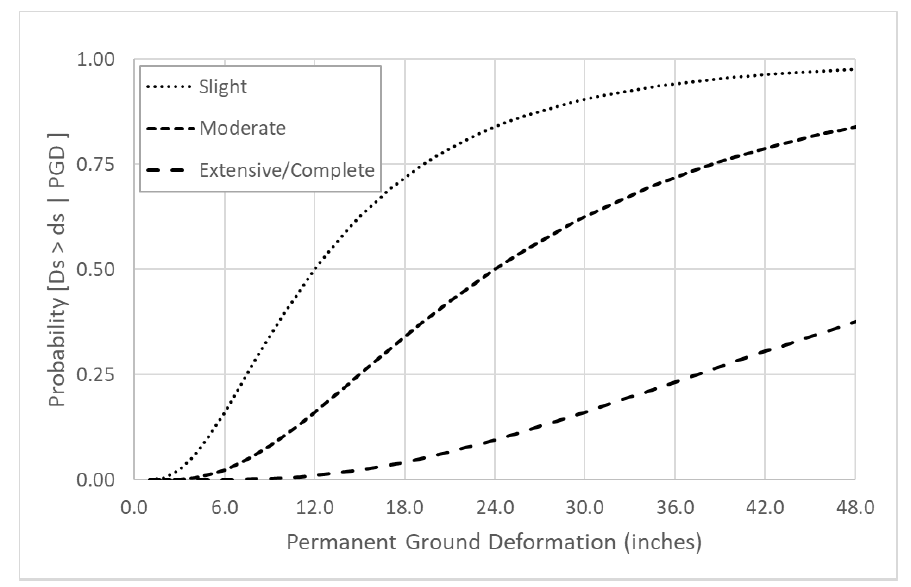 1.00
0.75
0.50
0.25
0.00
Probability [Ds > ds | PGD ]
Slight
Moderate
Extensive/Complete
0.0 6.0 12.0 18.0 24.0 30.0 36.0 42.0 48.0
Permanent Ground Deformation (inches)